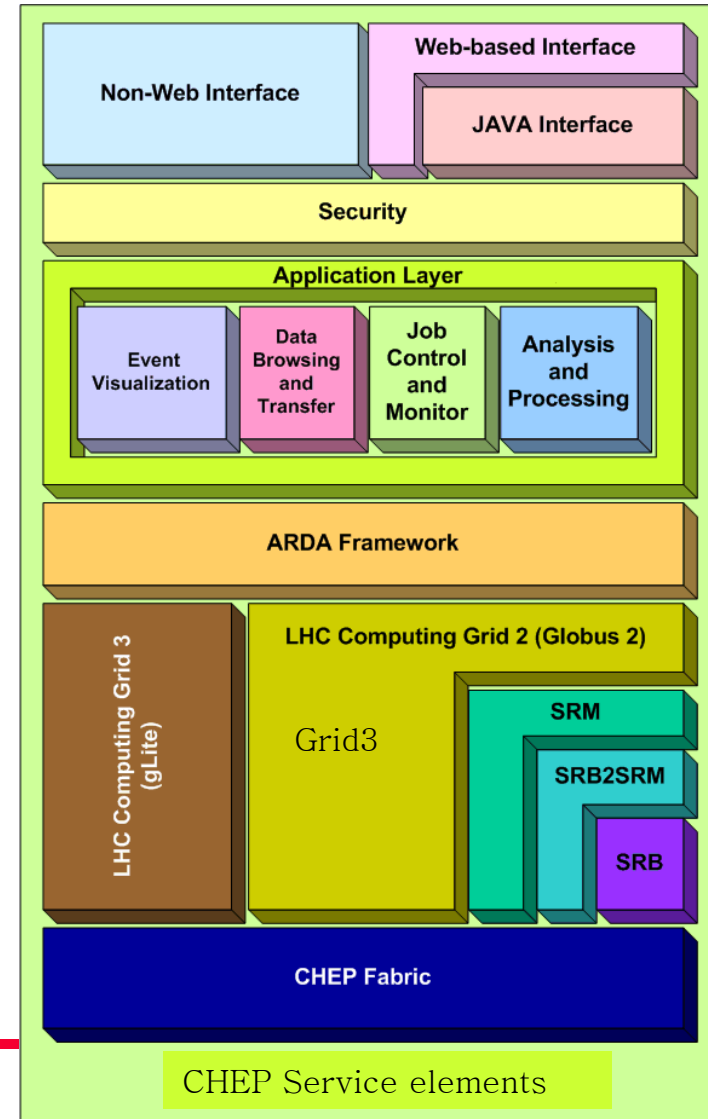 Non-Web Interface
Web-based Interface
JAVA Interface
Security
Application Layer
Event
Visualization
Data
Browsing
and
Transfer
Job
Control
and
Monitor
Analysis
and
Processing
ARDA Framework
LHC Computing Grid 3
(gLite)
LHC Computing Grid 2 (Globus 2)
Grid3
SRM
SRB2SRM
SRB
CHEP Fabric
CHEP Service elements